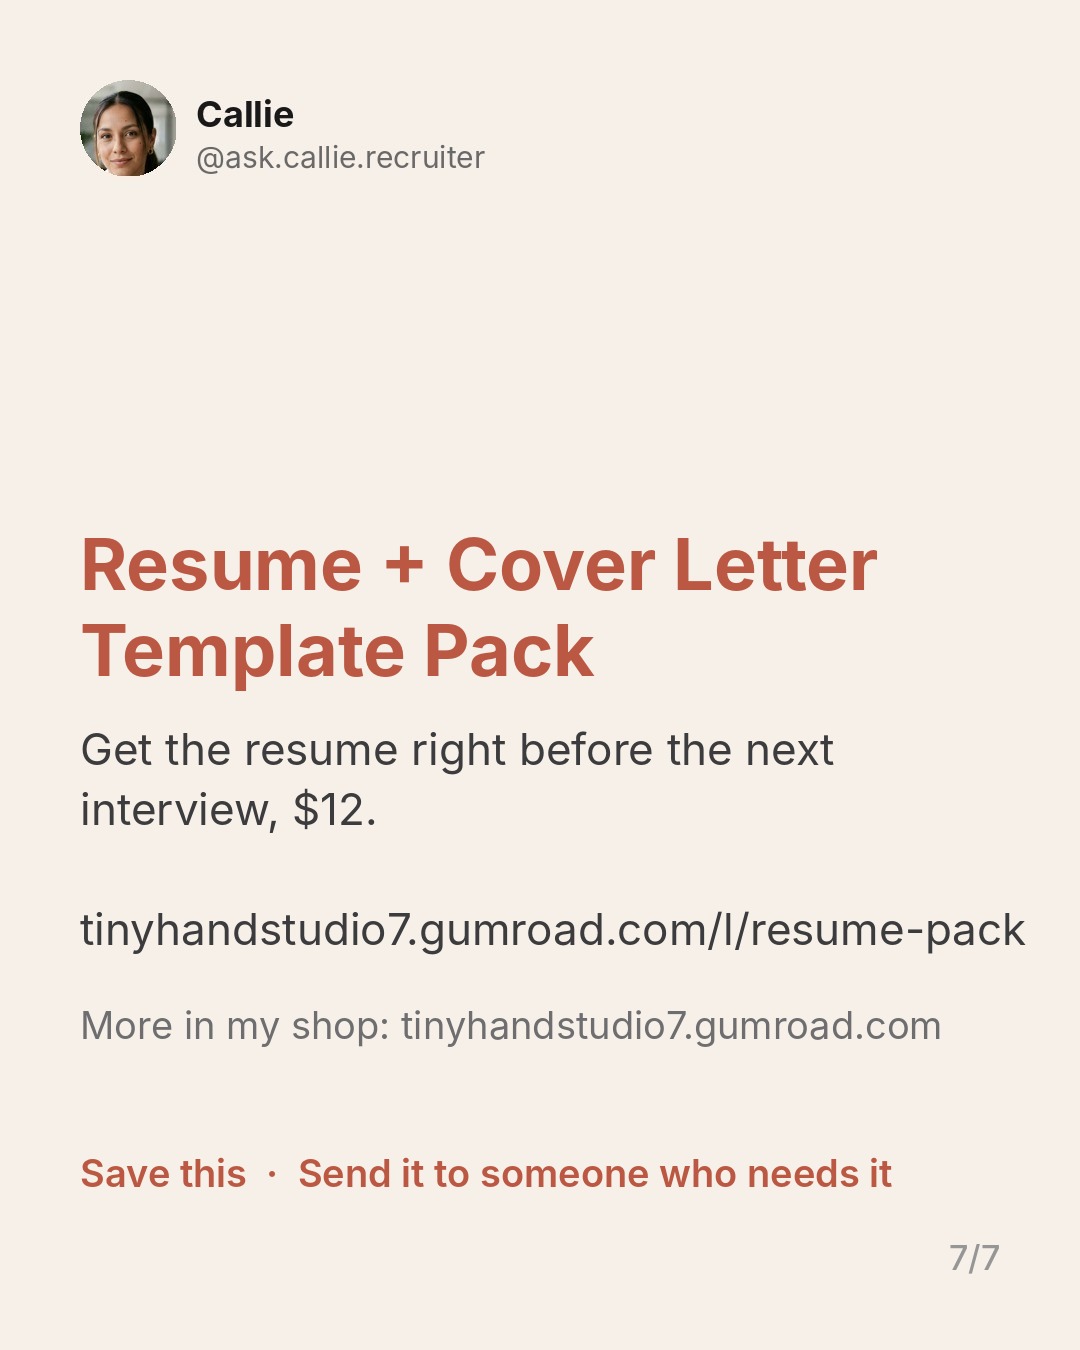 Callie
@ask.callie.recruiter
Resume + Cover Letter
Template Pack
Get the resume right before the next
interview, $12.
tinyhandstudio7.gumroad.com/l/resume-pack
More in my shop: tinyhandstudio7.gumroad.com
Save this · Send it to someone who needs it
7/7